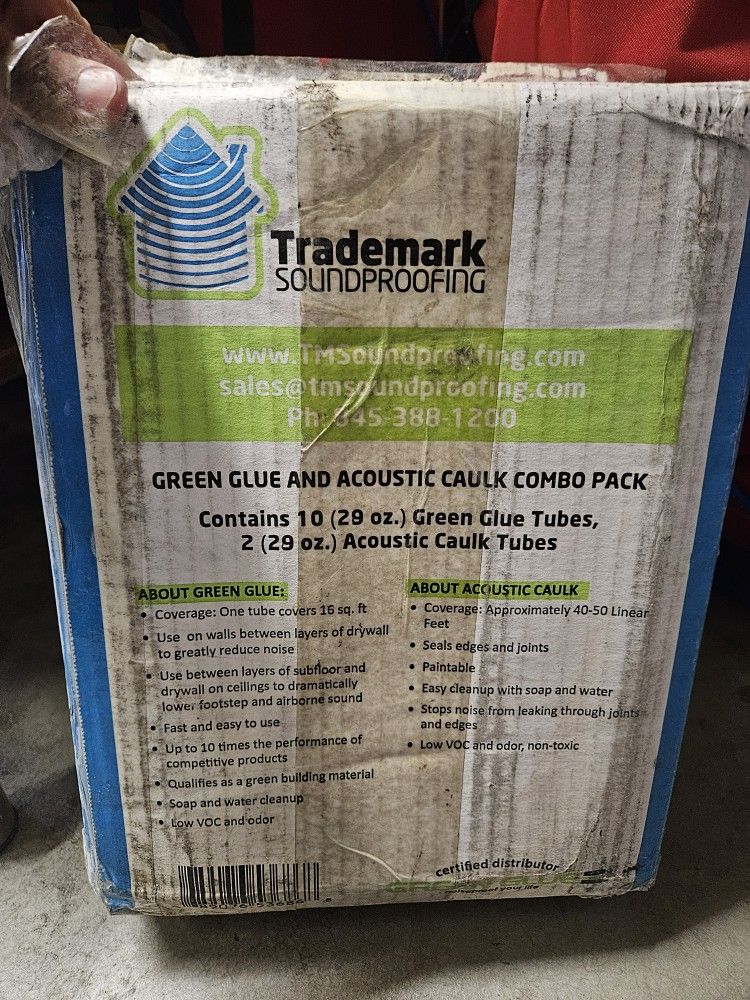 Trademark
SOUNDPROOFING
www.TMSoundproofing.com
sales@tmsoundproofing.com
Ph: 845-388-1200
GREEN GLUE AND ACOUSTIC CAULK COMBO PACK
Contains 10 (29 oz.) Green Glue Tubes,
2 (29 oz.) Acoustic Caulk Tubes
ABOUT GREEN GLUE:
• Coverage: One tube covers 16 sq. ft
• Use on walls between layers of drywall
to greatly reduce noise
• Use between layers of subfloor and
drywall on ceilings to dramatically
lower footstep and airborne sound
• Fast and easy to use
• Up to 10 times the performance of
competitive products
• Qualifies as a green building material
• Soap and water cleanup
• Low VOC and odor
ABOUT ACOUSTIC CAULK
• Coverage: Approximately 40-50 Linear
Feet
• Seals edges and joints
• Paintable
• Easy cleanup with soap and water
• Stops noise from leaking through joints
and edges
• Low VOC and odor, non-toxic
certified distributor
noiseproof your life